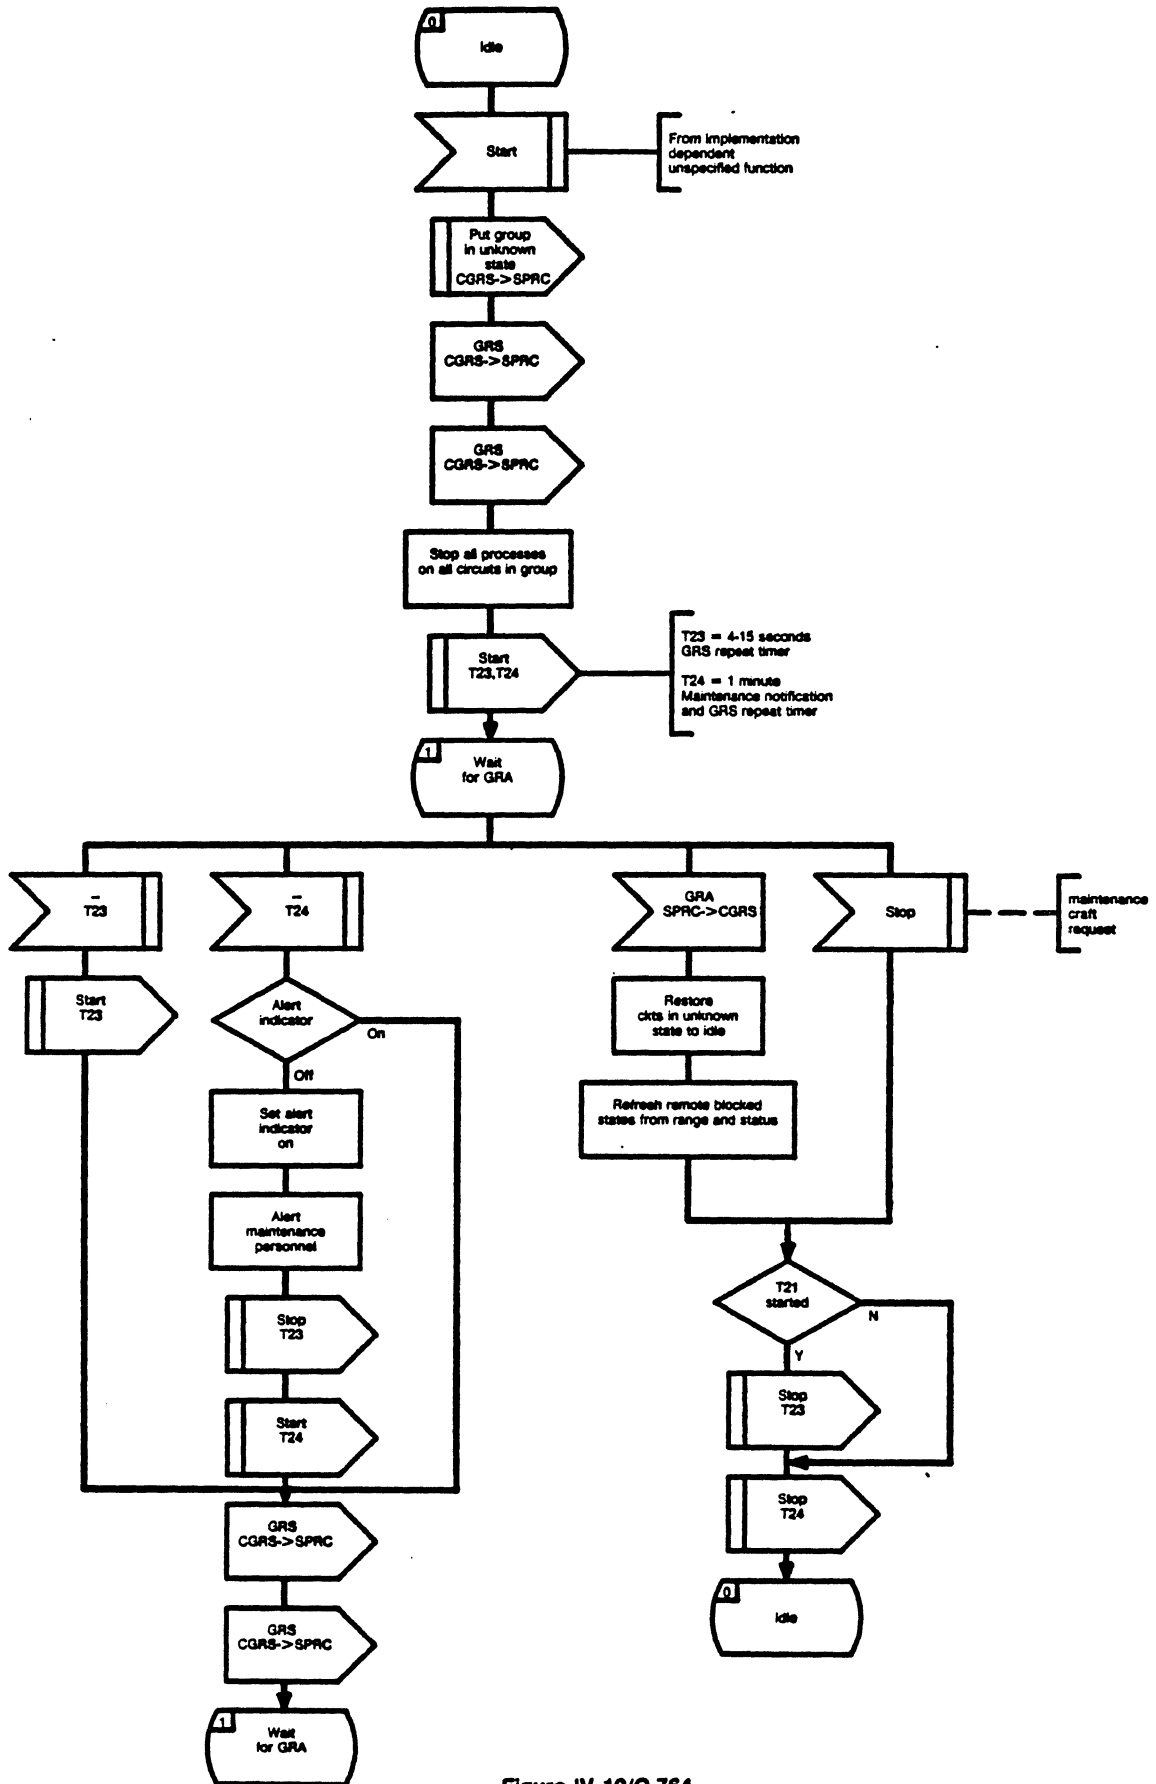 0
Idle
Start
From implementation
dependent
unspecified function
Put group
in unknown
state
CGRS->SPRC
GRS
CGRS->SPRC
GRS
CGRS->SPRC
Stop all processes
on all circuits in group
Start
T23,T24
T23 = 4-15 seconds
GRS repeat timer
T24 = 1 minute
Maintenance notification
and GRS repeat timer
1
Wait
for GRA
T23
T24
GRA
SPRC->CGRS
Stop
maintenance
craft
request
Start
T23
Alert
indicator
On
Off
Restore
ckts in unknown
state to idle
Set alert
indicator
on
Refresh remote blocked
states from range and status
Alert
maintenance
personnel
T21
started
N
Y
Stop
T23
Stop
T23
Start
T24
Stop
T24
GRS
CGRS->SPRC
0
Idle
GRS
CGRS->SPRC
1
Wait
for GRA